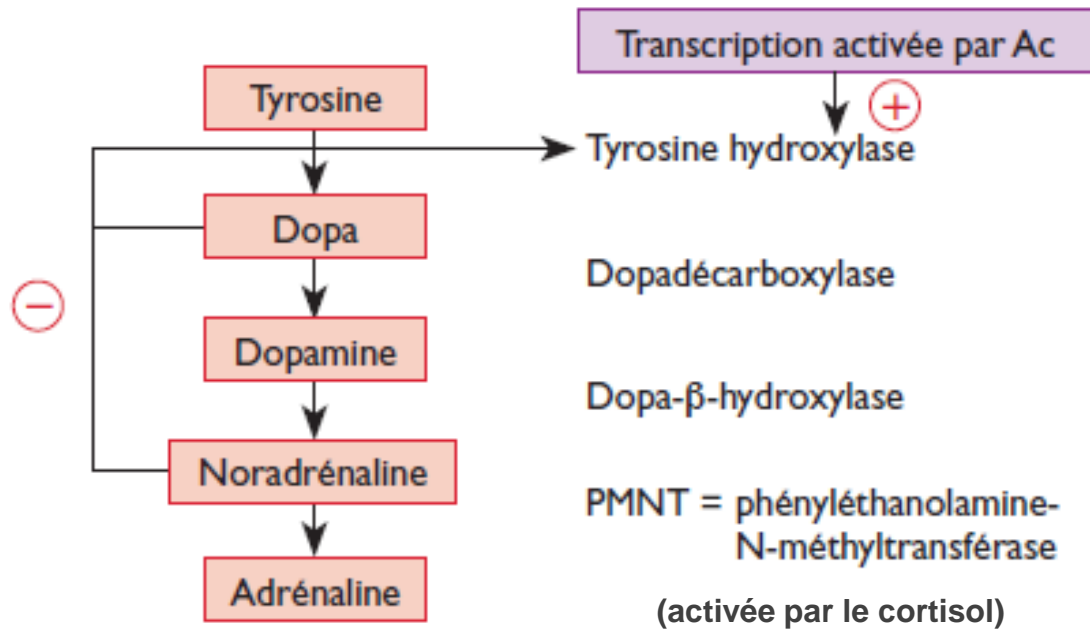 Transcription activée par Ac
Tyrosine
+
Tyrosine hydroxylase
Dopa
Dopadécarboxylase
−
Dopamine
Dopa-β-hydroxylase
Noradrénaline
PMNT = phényléthanolamine-
N-méthyltransférase
Adrénaline
(activée par le cortisol)